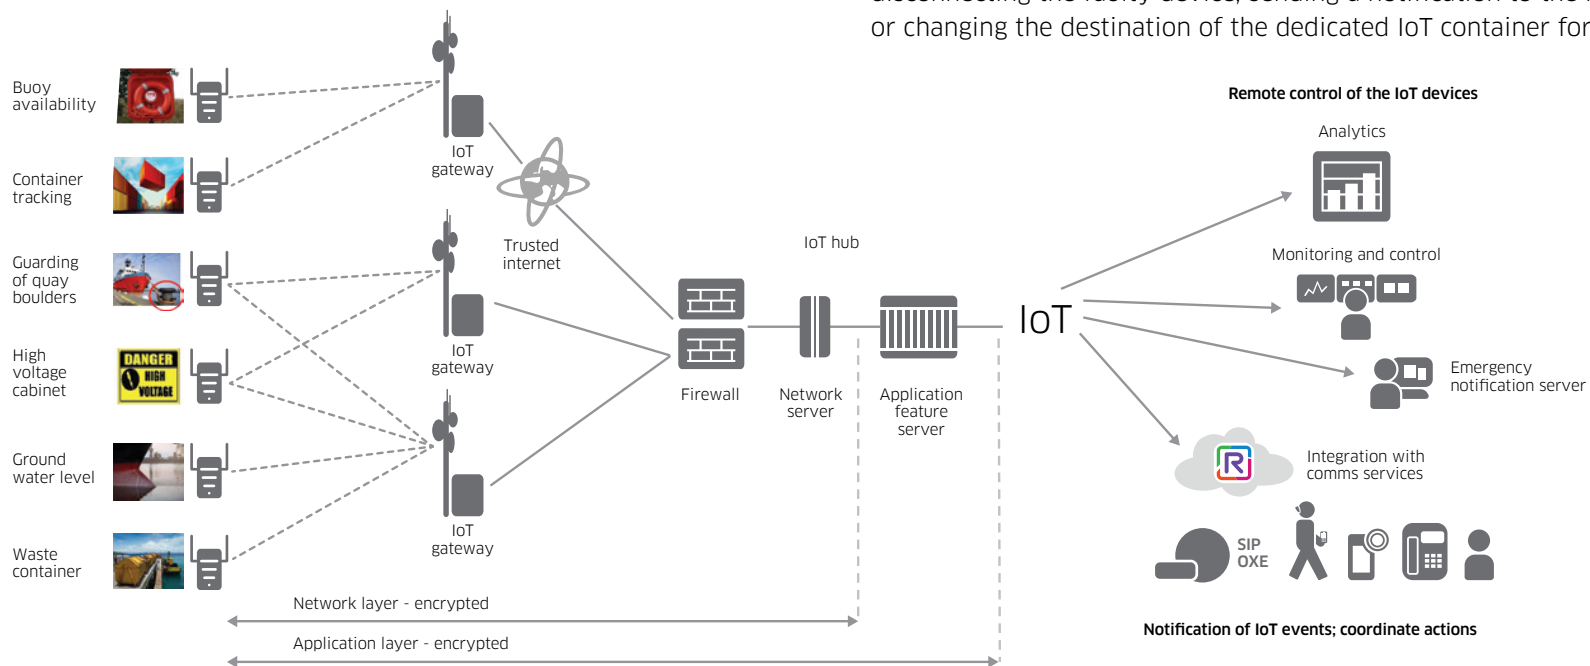 or changing the destination of the dedicated IoT container for
Buoy
availability
Container
tracking
Guarding
of quay
boulders
High
voltage
cabinet
DANGER
HIGH
VOLTAGE
Ground
water level
Waste
container
IoT
gateway
IoT
gateway
IoT
gateway
Trusted
internet
Firewall
IoT hub
Network
server
Application
feature
server
IoT
Remote control of the IoT devices
Analytics
Monitoring and control
Emergency
notification server
R
Integration with
comms services
SIP
OXE
Notification of IoT events; coordinate actions
Network layer - encrypted
Application layer - encrypted